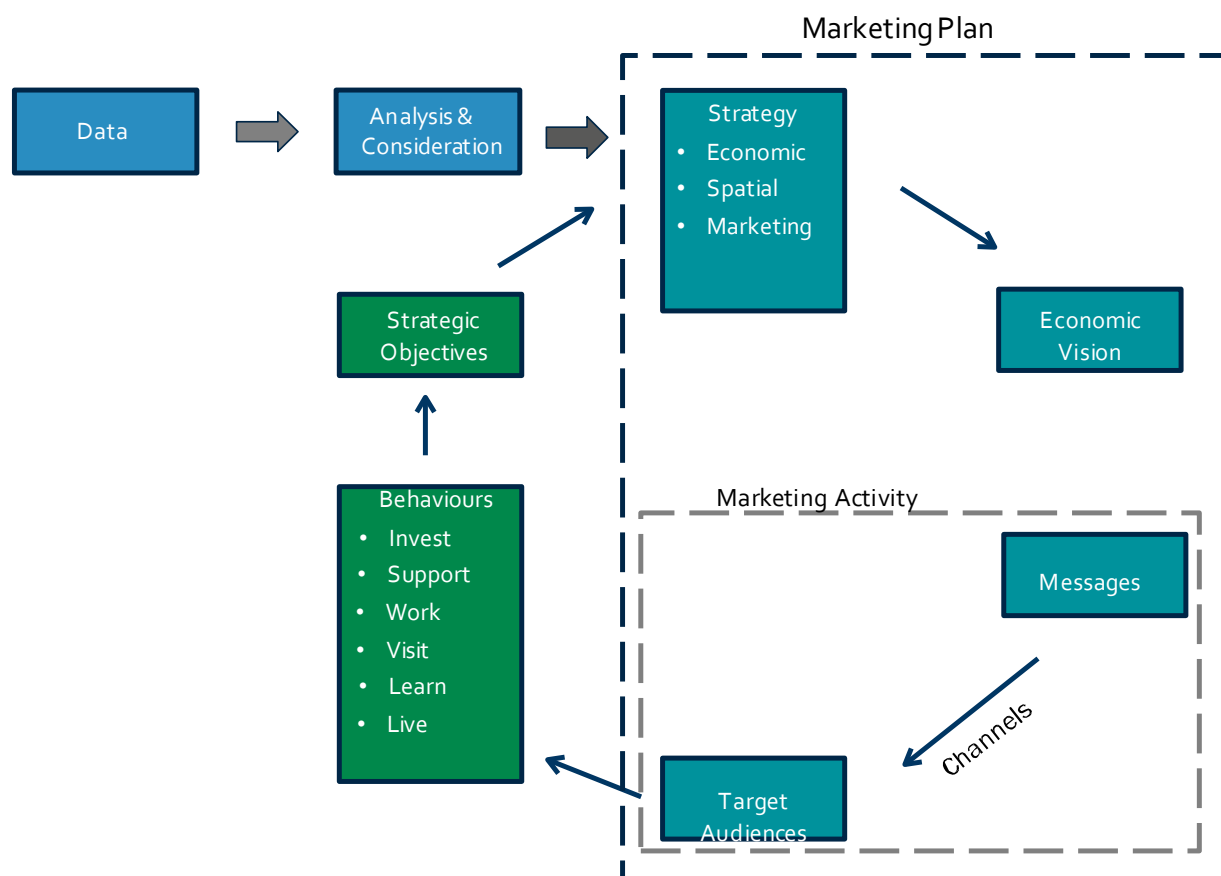 Marketing Plan
Data
Analysis &
Consideration
Strategy
• Economic
• Spatial
• Marketing
Strategic
Objectives
Economic
Vision
Behaviours
• Invest
• Support
• Work
• Visit
• Learn
• Live
Marketing Activity
Messages
Channels
Target
Audiences